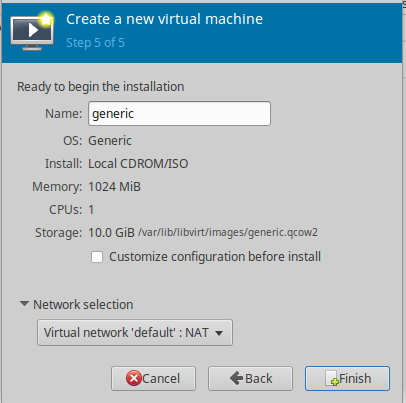 Create a new virtual machine
Step 5 of 5
Ready to begin the installation
Name: generic
OS: Generic
Install: Local CDROM/ISO
Memory: 1024 MiB
CPUs: 1
Storage: 10.0 GiB /var/lib/libvirt/images/generic.qcow2
Customize configuration before install
Network selection
Virtual network 'default' : NAT
Cancel Back Finish